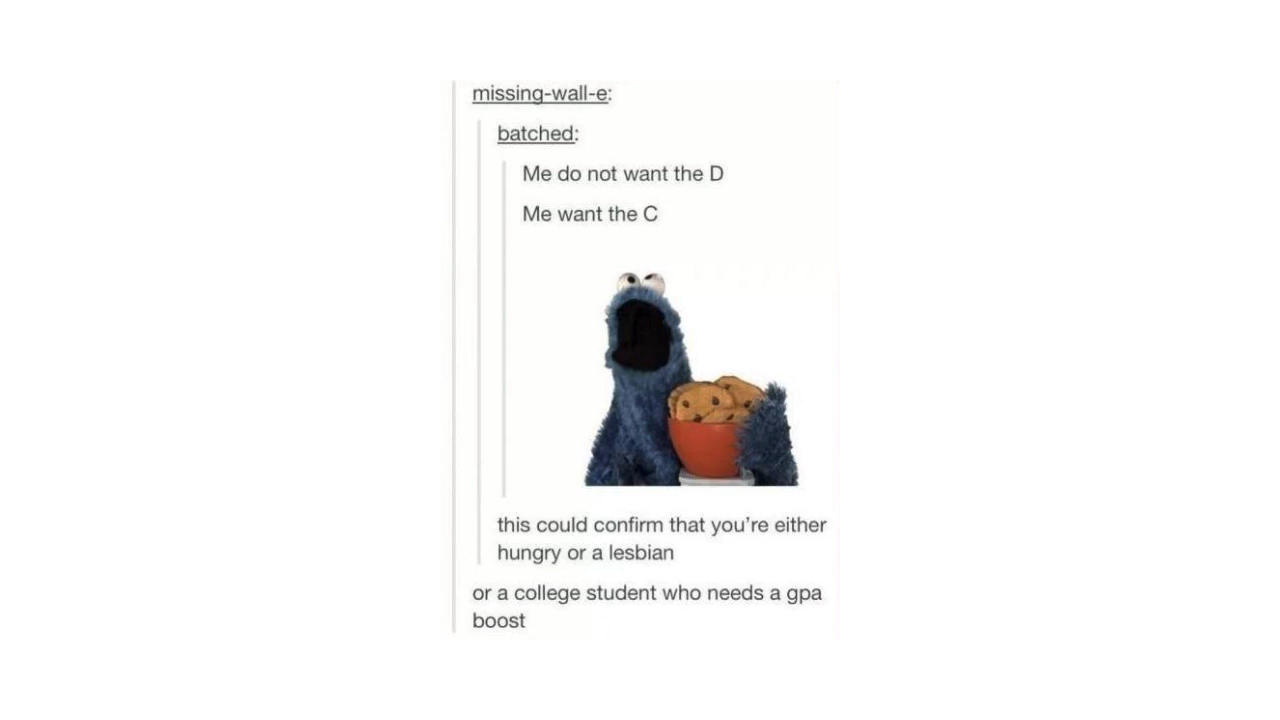 missing-wall-e:
batched:
Me do not want the D
Me want the C
this could confirm that you're either
hungry or a lesbian
or a college student who needs a gpa
boost